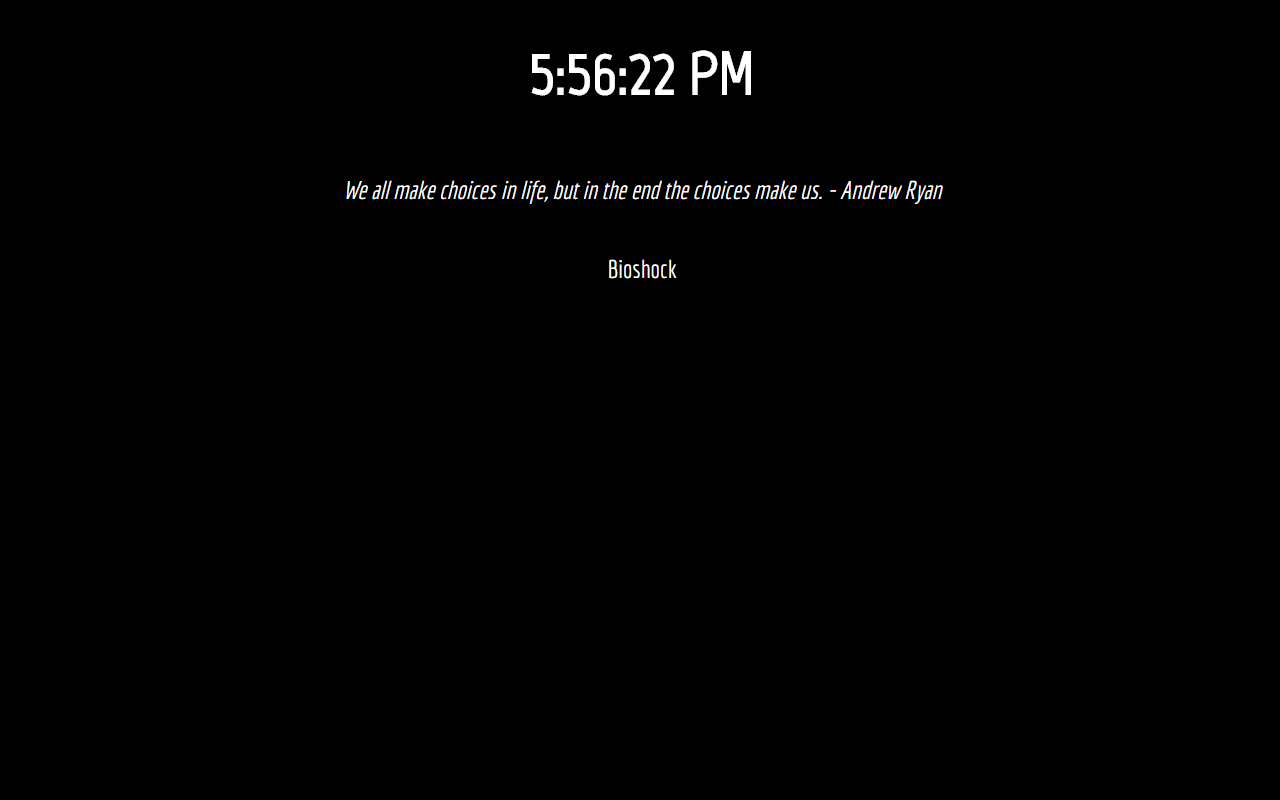 5:56:22 PM
We all make choices in life, but in the end the choices make us. - Andrew Ryan
Bioshock